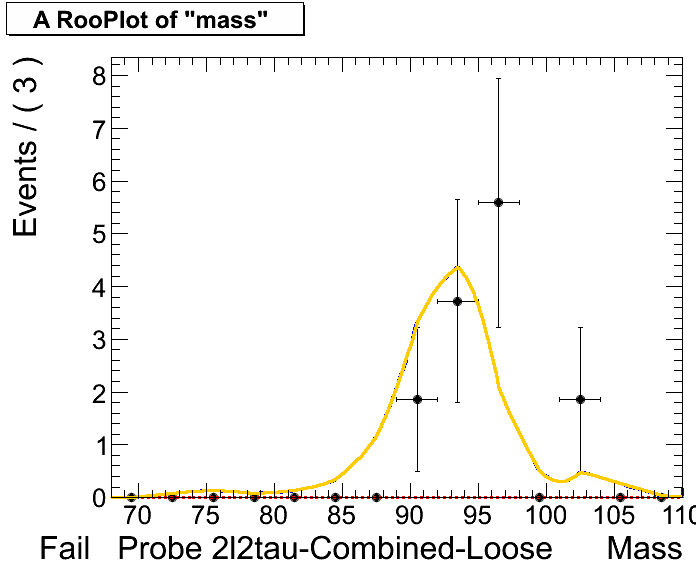 A RooPlot of "mass"
Events / ( 3 )
8
7
6
5
4
3
2
1
0
70 75 80 85 90 95 100 105 110
Fail Probe 2l2tau-Combined-Loose Mass